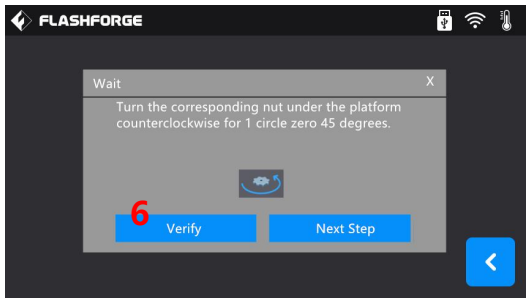 FLASHFORGE
Wait
X
Turn the corresponding nut under the platform
counterclockwise for 1 circle zero 45 degrees.
6
Verify
Next Step